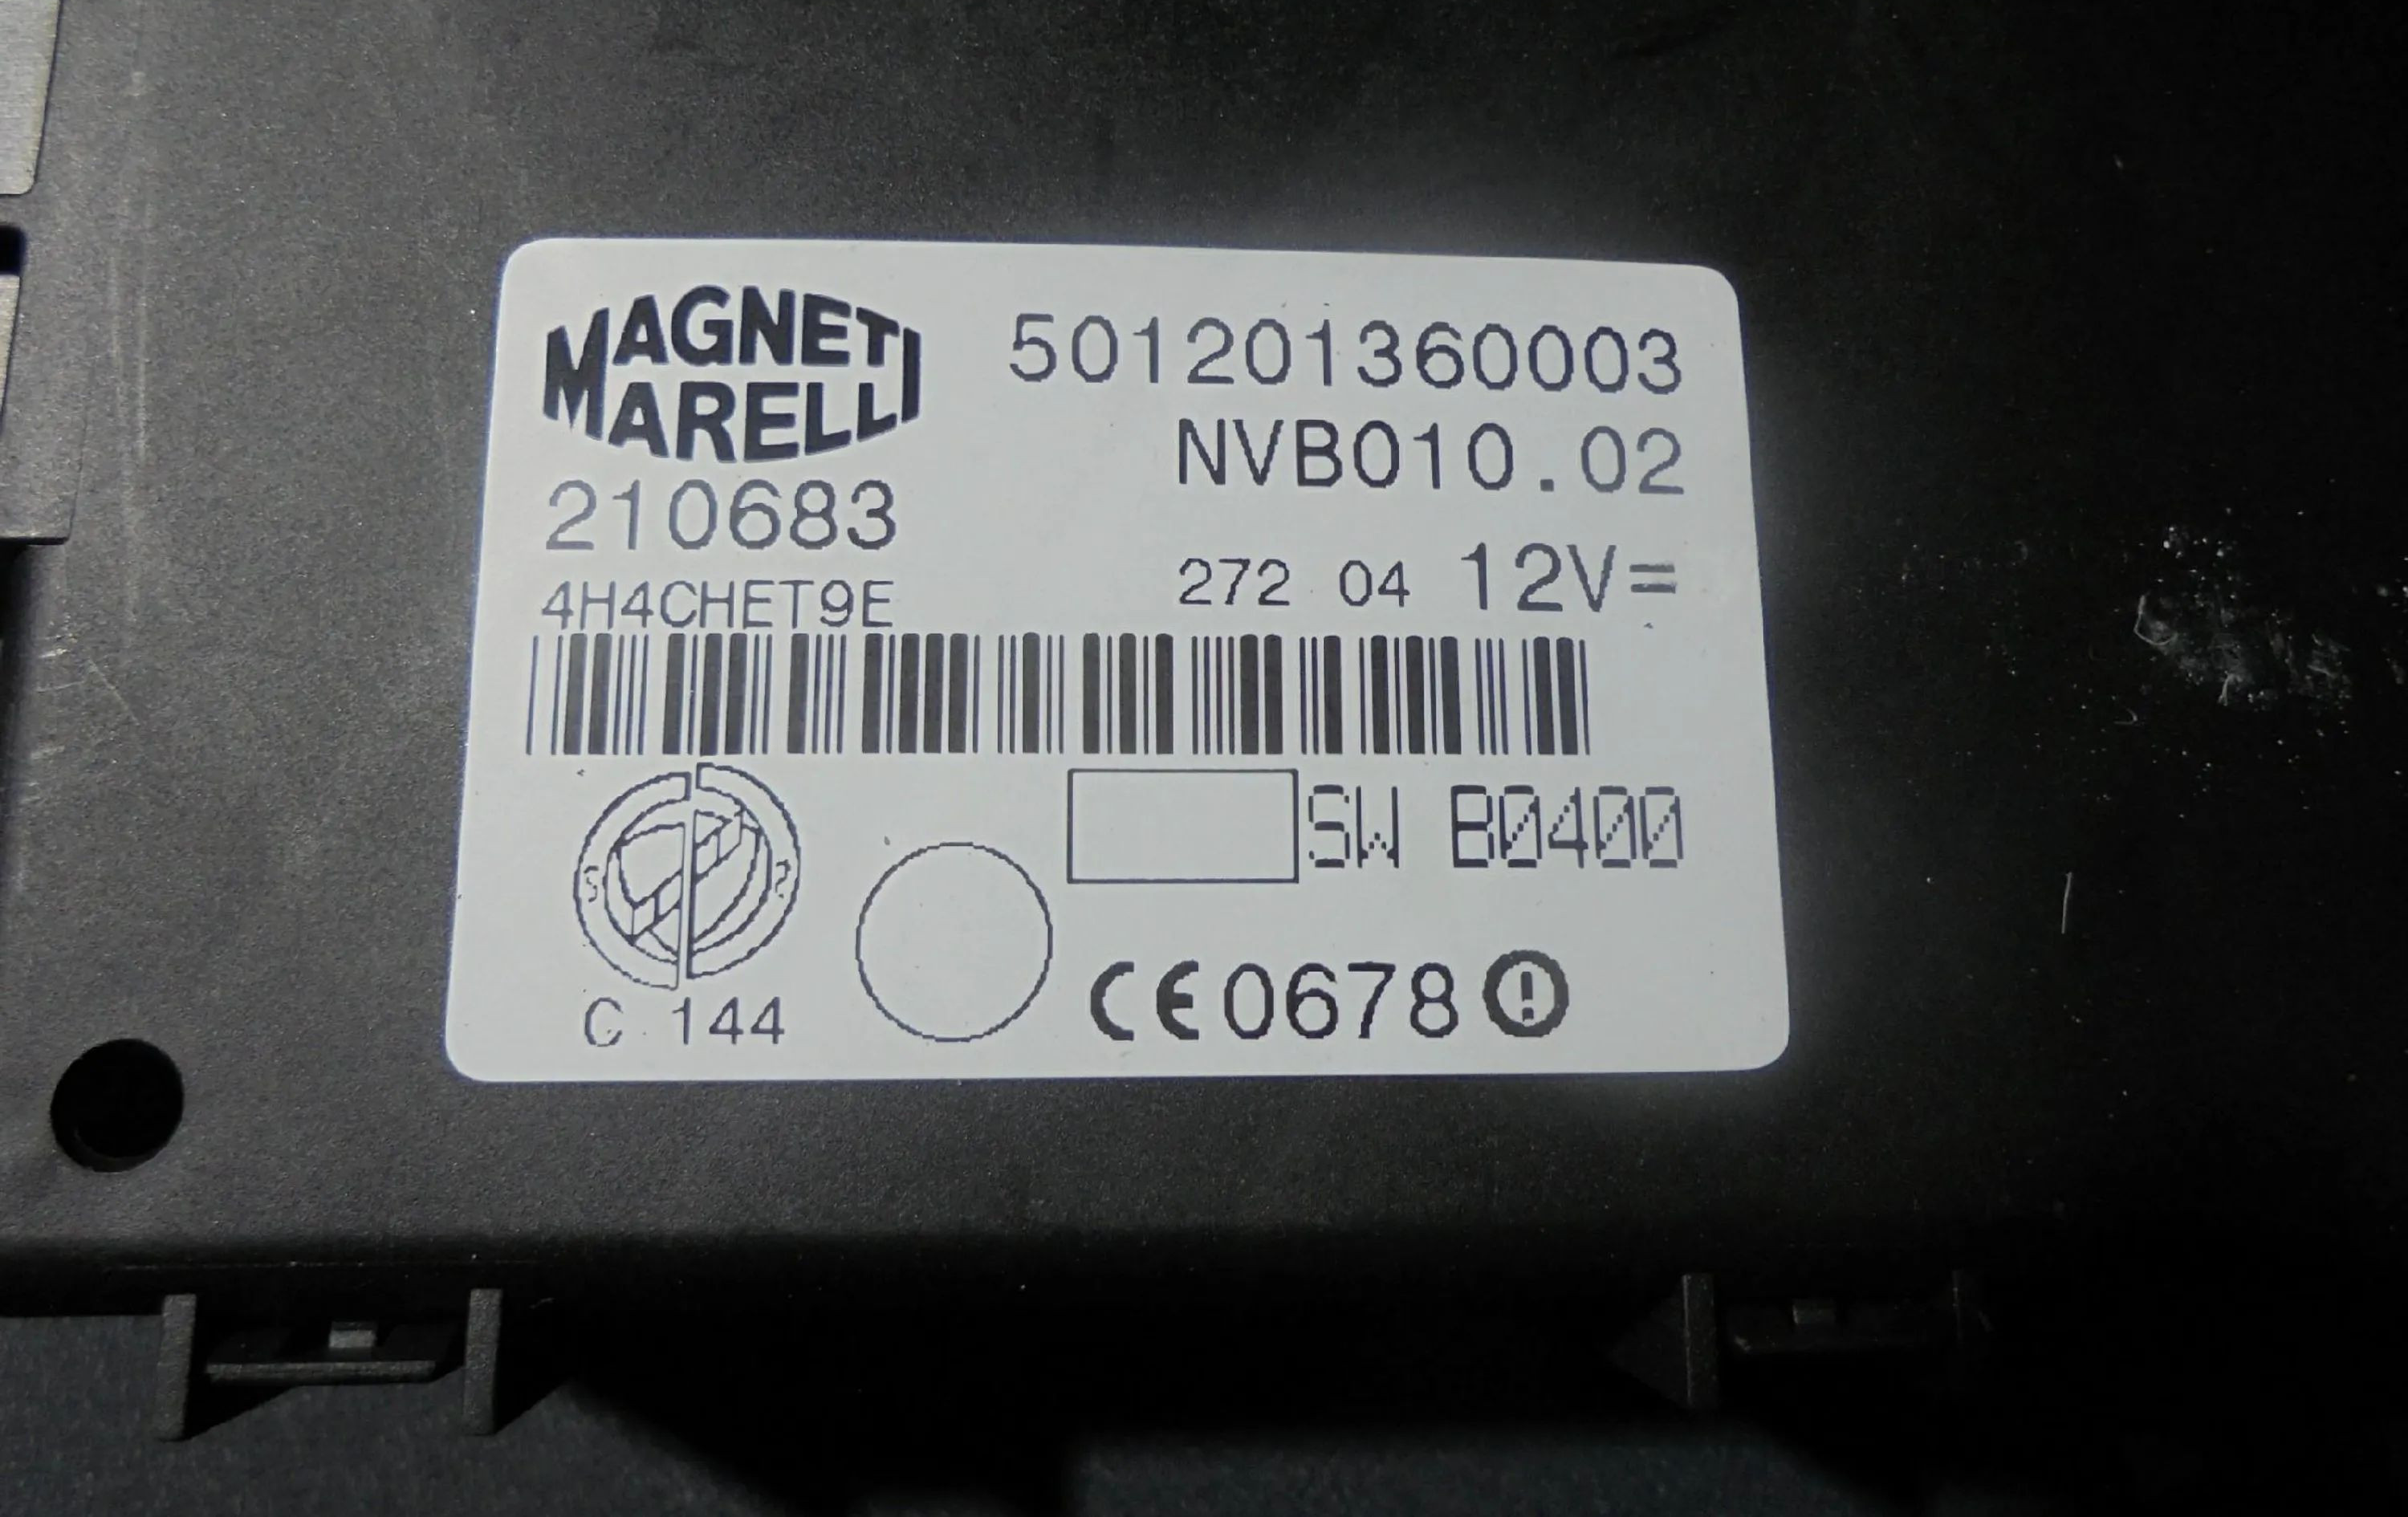 MAGNETI
MARELLI
501201360003
NVB010.02
210683
272 04 12V=
4H4CHET9E
SW B0400
C 144
CE0678